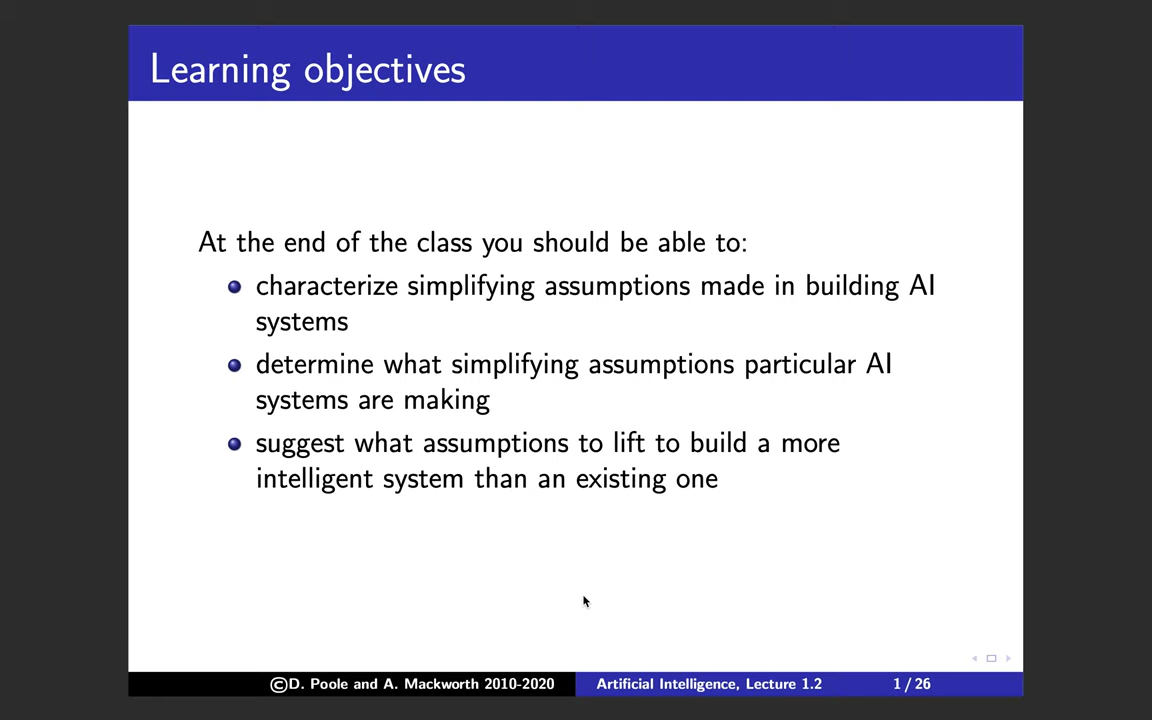 Learning objectives
At the end of the class you should be able to:
characterize simplifying assumptions made in building AI
systems
determine what simplifying assumptions particular AI
systems are making
suggest what assumptions to lift to build a more
intelligent system than an existing one
©D. Poole and A. Mackworth 2010-2020 Artificial Intelligence, Lecture 1.2 1 / 26